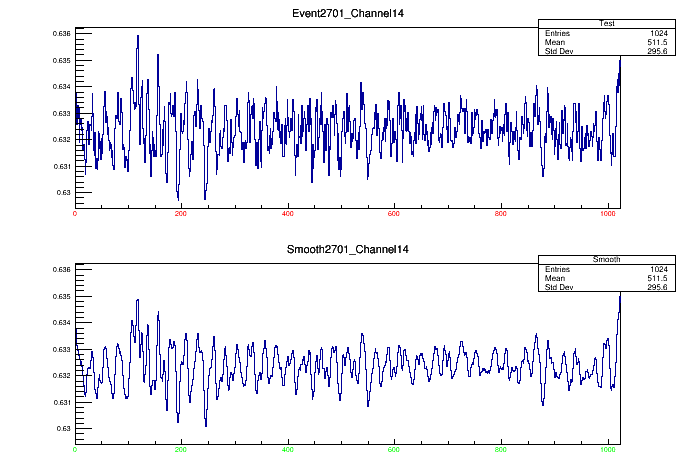 Event2701_Channel14
Test
Entries 1024
Mean 511.5
Std Dev 295.6
0.636
0.635
0.634
0.633
0.632
0.631
0.63
0 200 400 600 800 1000
Smooth2701_Channel14
Smooth
Entries 1024
Mean 511.5
Std Dev 295.6
0.636
0.635
0.634
0.633
0.632
0.631
0.63
0 200 400 600 800 1000